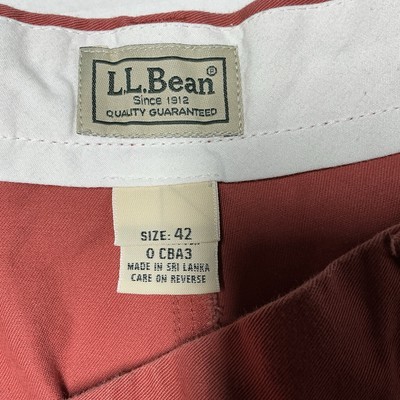 L.L.Bean®
Since 1912
QUALITY GUARANTEED
SIZE: 42
0 CBA3
MADE IN SRI LANKA
CARE ON REVERSE